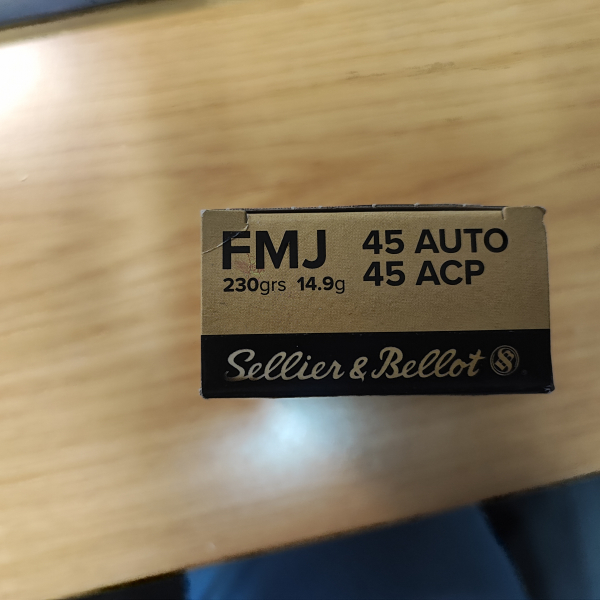 FMJ
230grs 14.9g
45 AUTO
45 ACP
Sellier & Bellot